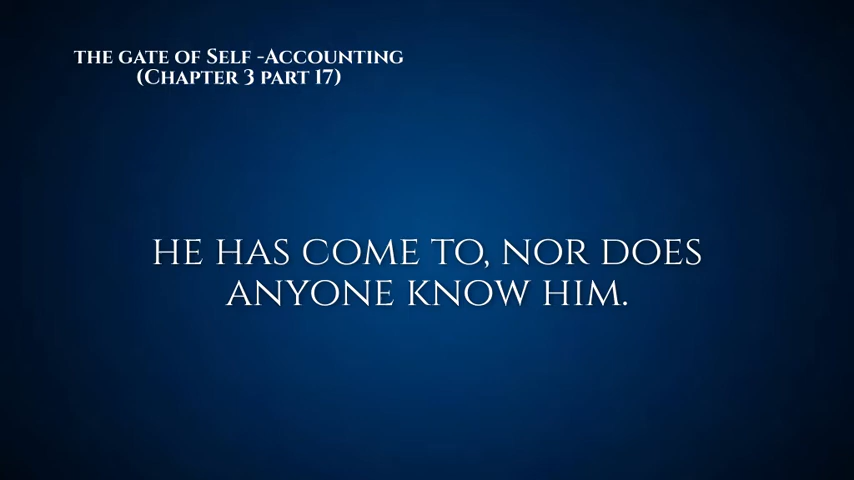 THE GATE OF SELF -ACCOUNTING
(CHAPTER 3 PART 17)
HE HAS COME TO, NOR DOES
ANYONE KNOW HIM.